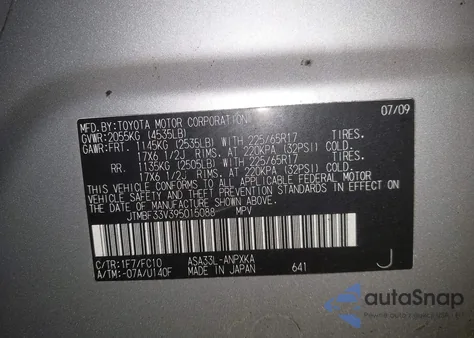 MFD.BY:TOYOTA MOTOR CORPORATION 07/09
GVWR:2055KG (4535LB)
GAWR:FRT. 1145KG (2535LB) WITH 225/65R17 TIRES.
17X6 1/2J RIMS. AT 220KPA (32PSI) COLD.
RR. 1135KG (2505LB) WITH 225/65R17 TIRES.
17X6 1/2J RIMS. AT 220KPA (32PSI) COLD.
THIS VEHICLE CONFORMS TO ALL APPLICABLE FEDERAL MOTOR
VEHICLE SAFETY AND THEFT PREVENTION STANDARDS IN EFFECT
ON THE DATE OF MANUFACTURE SHOWN ABOVE.
JTMBF33V395015088 MPV
C/TR:1F7/FC10 ASA33L-ANPXKA
A/TM:-07A/U140F MADE IN JAPAN 641 J
autoSnap